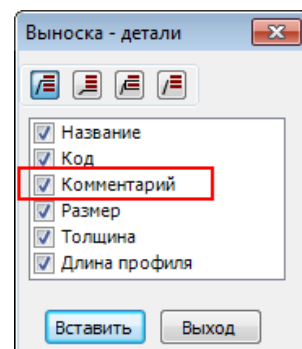 Выноска - детали
Название
Код
Комментарий
Размер
Толщина
Длина профиля
Вставить Выход